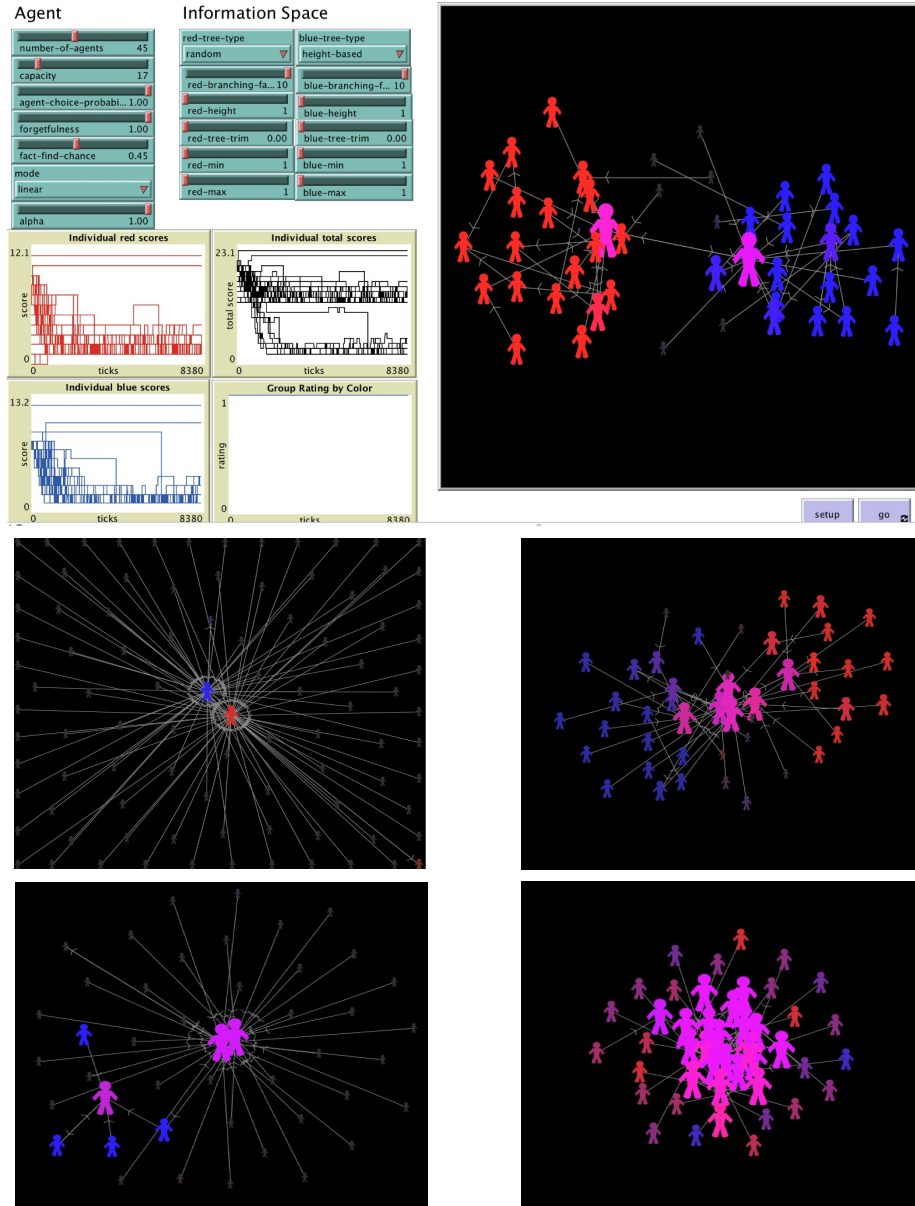 Agent
number-of-agents 45
capacity 17
agent-choice-probabi... 1.00
forgetfulness 1.00
fact-find-chance 0.45
mode
linear
alpha 1.00
Information Space
red-tree-type
random
blue-tree-type
height-based
red-branching-fa... 10
blue-branching-f... 10
red-height 1
blue-height 1
red-tree-trim 0.00
blue-tree-trim 0.00
red-min 1
blue-min 1
red-max 1
blue-max 1
Individual red scores
12.1
score
0
0 ticks 8380
Individual total scores
23.1
total score
0
0 ticks 8380
Individual blue scores
13.2
score
0
0 ticks 8380
Group Rating by Color
1
rating
0
0 ticks 8380
setup
go